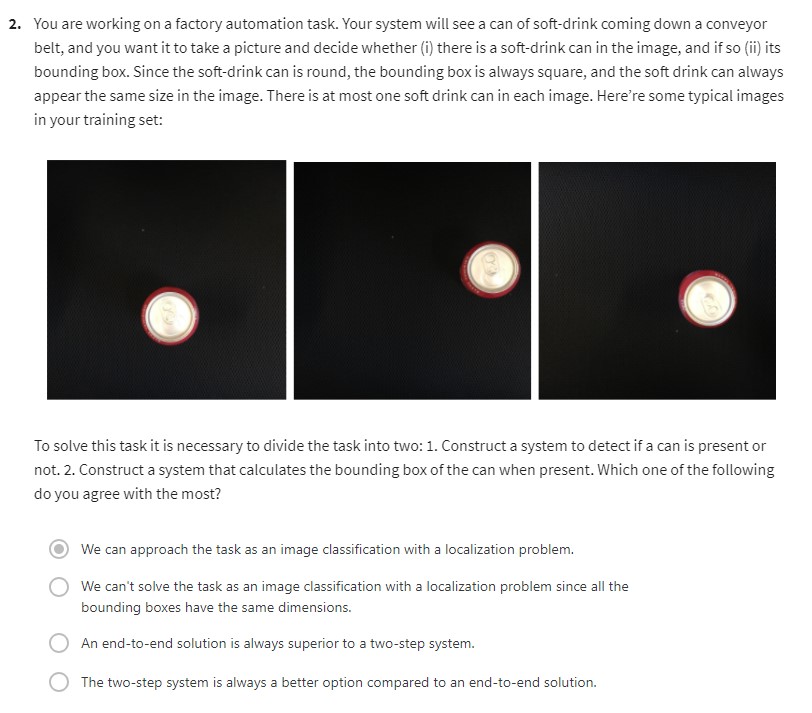 2. You are working on a factory automation task. Your system will see a can of soft-drink coming down a conveyor
belt, and you want it to take a picture and decide whether (i) there is a soft-drink can in the image, and if so (ii) its
bounding box. Since the soft-drink can is round, the bounding box is always square, and the soft drink can always
appear the same size in the image. There is at most one soft drink can in each image. Here’re some typical images
in your training set:
To solve this task it is necessary to divide the task into two: 1. Construct a system to detect if a can is present or
not. 2. Construct a system that calculates the bounding box of the can when present. Which one of the following
do you agree with the most?
We can approach the task as an image classification with a localization problem.
We can't solve the task as an image classification with a localization problem since all the
bounding boxes have the same dimensions.
An end-to-end solution is always superior to a two-step system.
The two-step system is always a better option compared to an end-to-end solution.